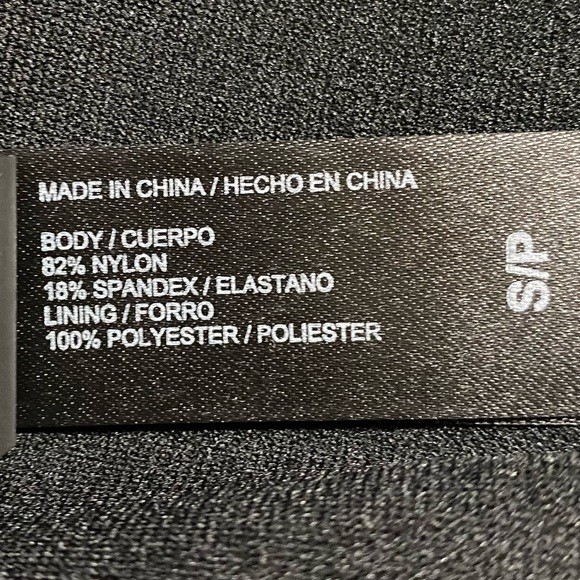 MADE IN CHINA / HECHO EN CHINA
BODY / CUERPO
82% NYLON
18% SPANDEX / ELASTANO
LINING / FORRO
100% POLYESTER / POLIESTER
S/P